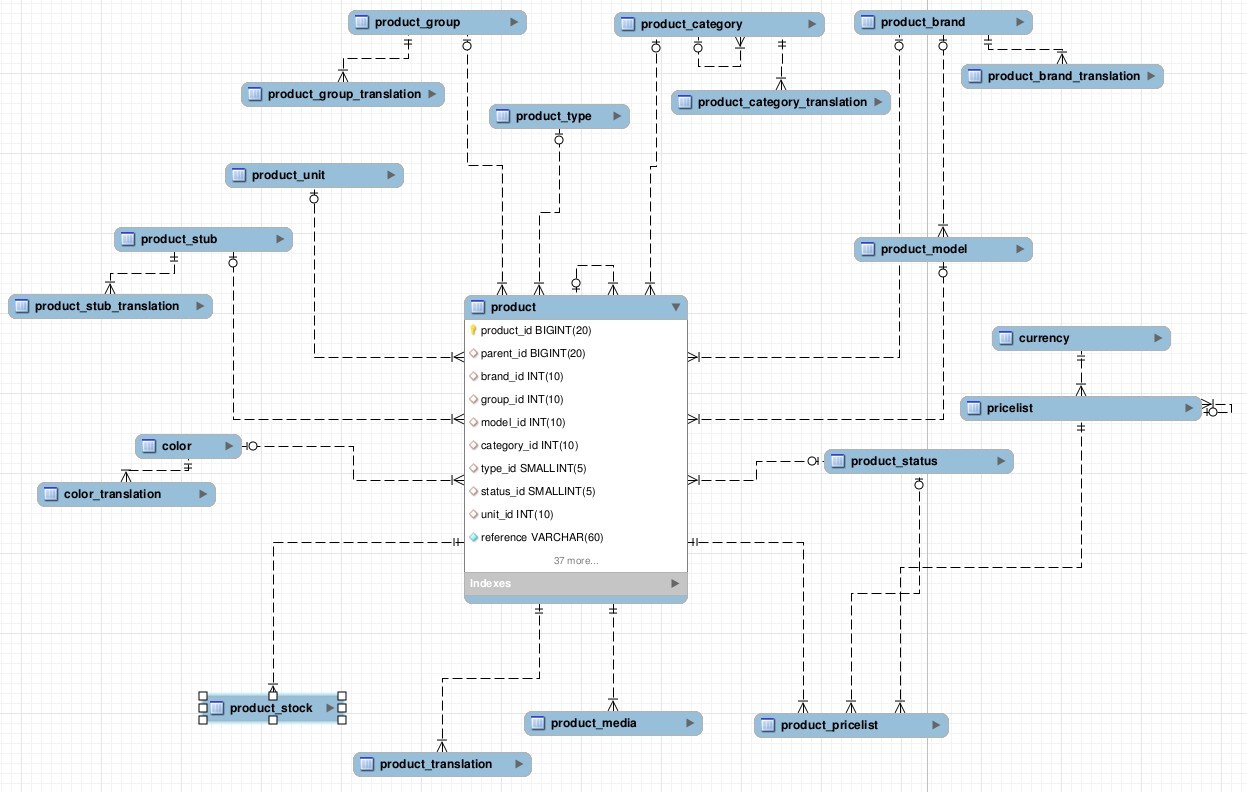 product_group
product_category
product_brand
product_group_translation
product_category_translation
product_brand_translation
product_type
product_unit
product_stub
product_model
product_stub_translation
product
product_id BIGINT(20)
parent_id BIGINT(20)
brand_id INT(10)
group_id INT(10)
model_id INT(10)
category_id INT(10)
type_id SMALLINT(5)
status_id SMALLINT(5)
unit_id INT(10)
reference VARCHAR(60)
37 more...
Indexes
currency
pricelist
color
product_status
color_translation
product_stock
product_media
product_pricelist
product_translation